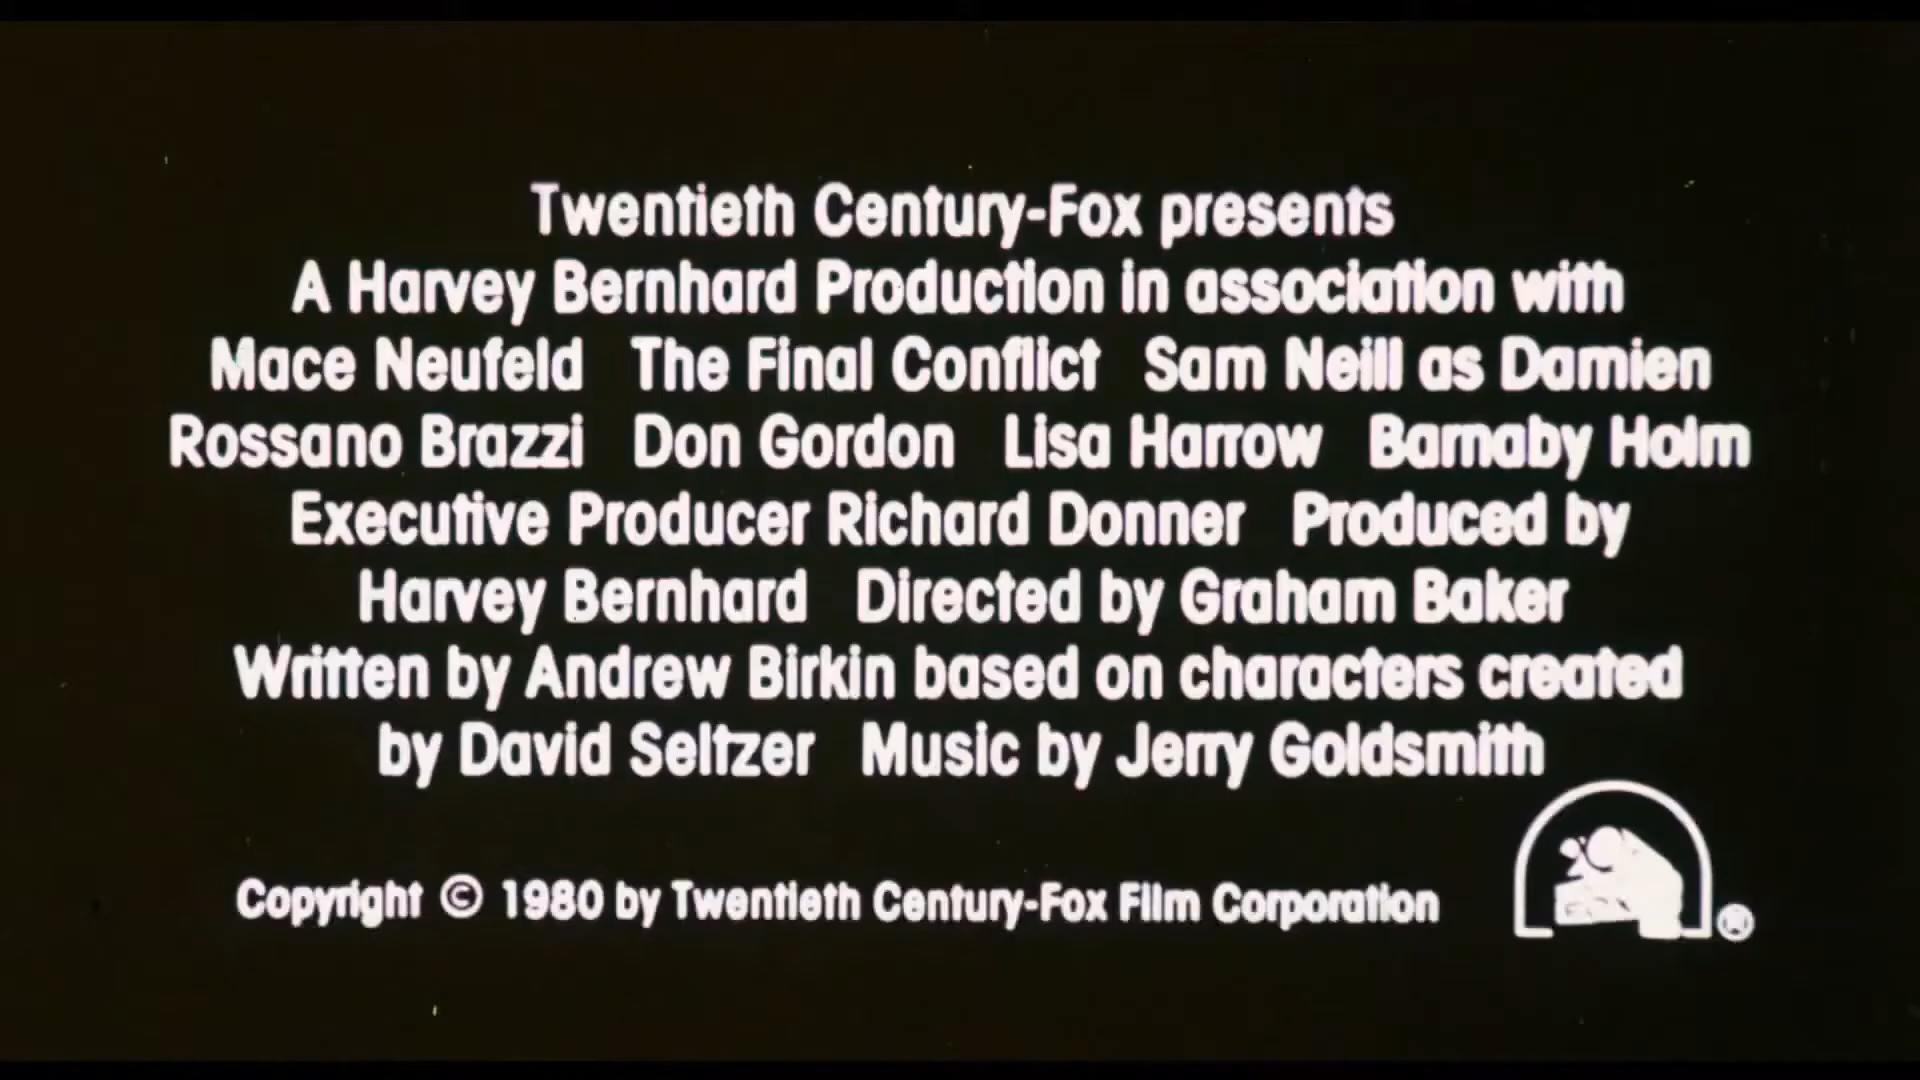 Twentieth Century-Fox presents
A Harvey Bernhard Production in association with
Mace Neufeld The Final Conflict Sam Neill as Damien
Rossano Brazzi Don Gordon Lisa Harrow Barnaby Holm
Executive Producer Richard Donner Produced by
Harvey Bernhard Directed by Graham Baker
Written by Andrew Birkin based on characters created
by David Seltzer Music by Jerry Goldsmith
Copyright © 1980 by Twentieth Century-Fox Film Corporation
20
FOX
®